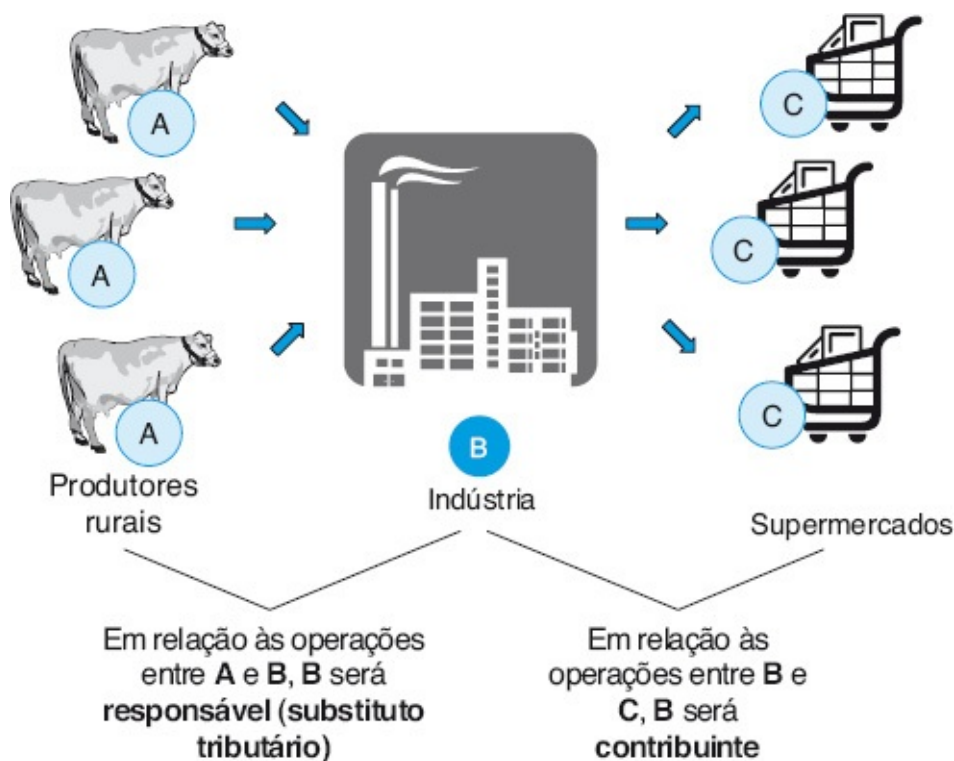 A
C
A
C
A
C
B
Produtores
rurais
Indústria
Supermercados
Em relação às operações
entre A e B, B será
responsável (substituto
tributário)
Em relação às
operações entre B e
C, B será
contribuinte